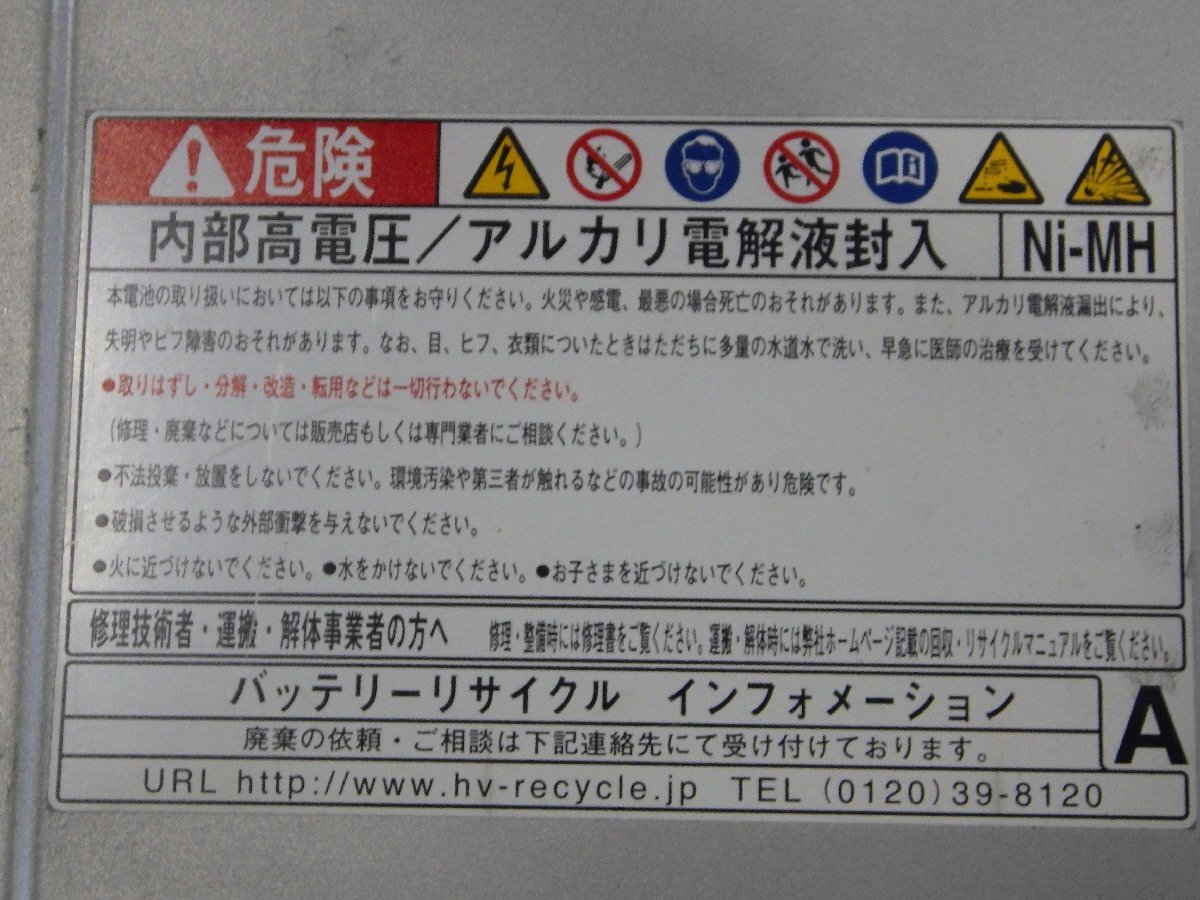 危険
内部高電圧/アルカリ電解液封入 Ni-MH
本電池の取り扱いにおいては以下の事項をお守りください。火災や感電、最悪の場合死亡のおそれがあります。また、アルカリ電解液漏出により、
失明やヒフ障害のおそれがあります。なお、目、ヒフ、衣類についたときはただちに多量の水道水で洗い、早急に医師の治療を受けてください。
●取りはずし・分解・改造・転用などは一切行わないでください。
(修理・廃棄などについては販売店もしくは専門業者にご相談ください。)
●不法投棄・放置をしないでください。環境汚染や第三者が触れるなどの事故の可能性があり危険です。
●破損させるような外部衝撃を与えないでください。
●火に近づけないでください。●水をかけないでください。●お子さまを近づけないでください。
修理技術者・運搬・解体事業者の方へ 修理・整備時には修理書をご覧ください。運搬・解体時には弊社ホームページ記載の回収・リサイクルマニュアルをご覧ください。
バッテリーリサイクル インフォメーション
廃棄の依頼・ご相談は下記連絡先にて受け付けております。
URL http://www.hv-recycle.jp TEL (0120)39-8120
A